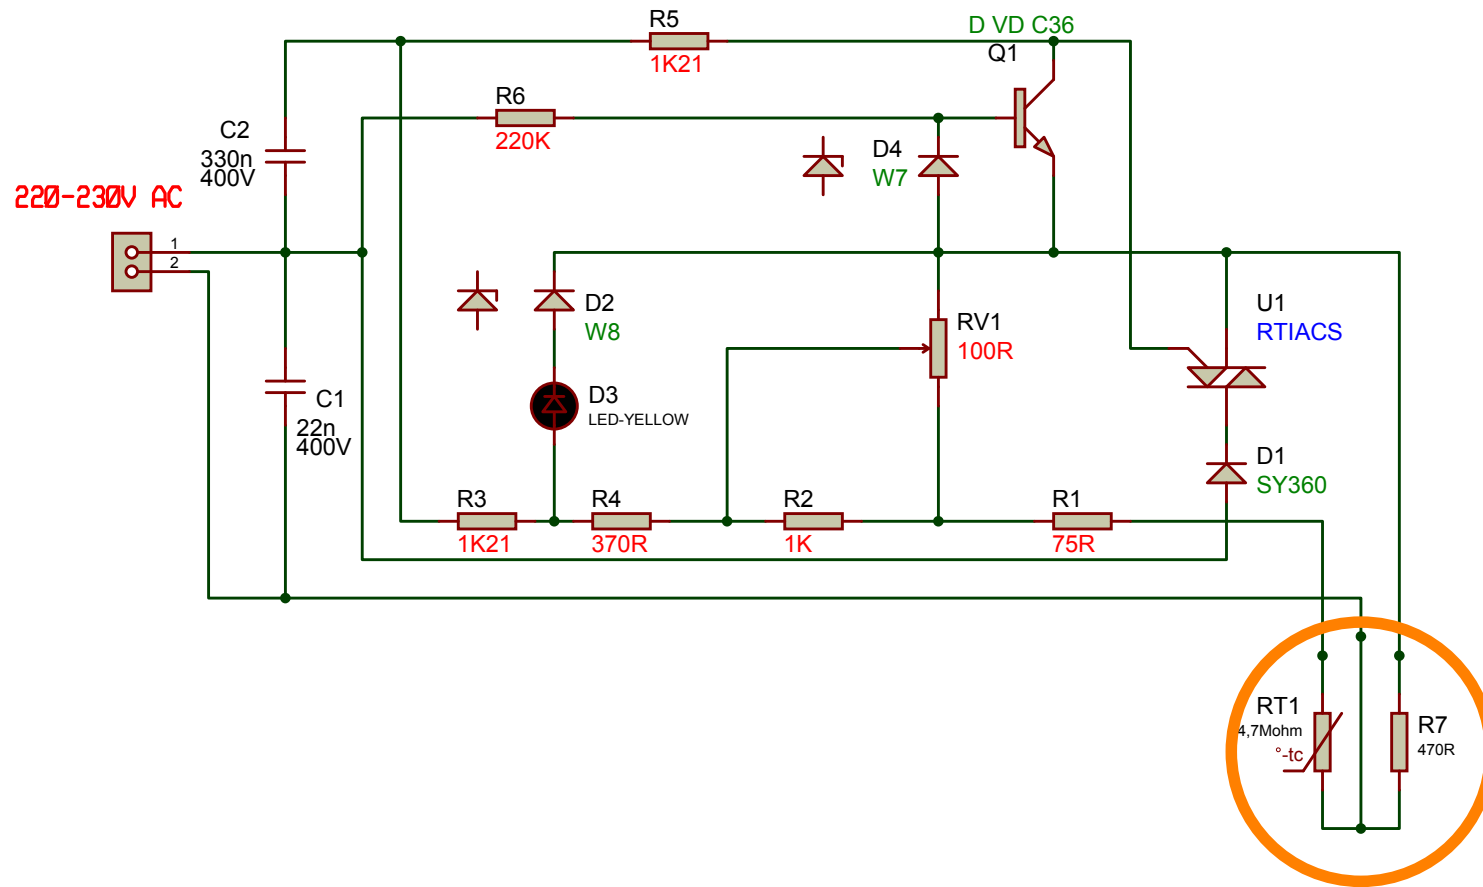 R5
1K21
D VD C36
Q1
R6
220K
C2
330n
400V
D4
W7
220-230V AC
1
2
D2
W8
RV1
100R
U1
RTIACS
C1
22n
400V
D3
LED-YELLOW
D1
SY360
R3
1K21
R4
370R
R2
1K
R1
75R
RT1
4,7Mohm
°-tc
R7
470R